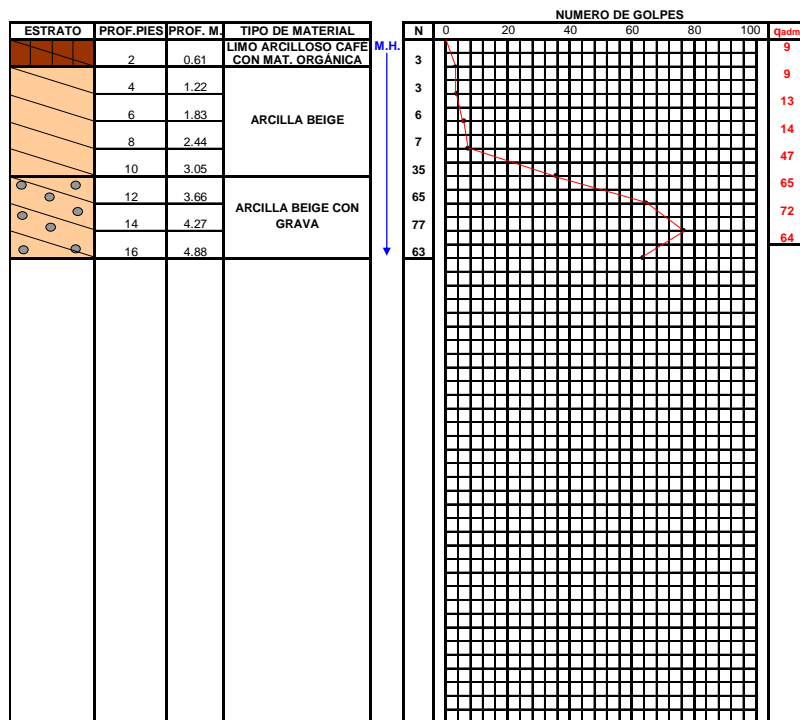 NUMERO DE GOLPES
ESTRATO PROF.PIES PROF. M. TIPO DE MATERIAL N 0 20 40 60 80 100 qadm
LIMO ARCILLOSO CAFÉ
CON MAT. ORGÁNICA
M.H.
2 0.61 3 9
4 1.22 3 9
6 1.83 6 13
ARCILLA BEIGE
8 2.44 7 14
10 3.05 35 47
12 3.66 65 65
ARCILLA BEIGE CON
GRAVA
14 4.27 77 72
16 4.88 63 64